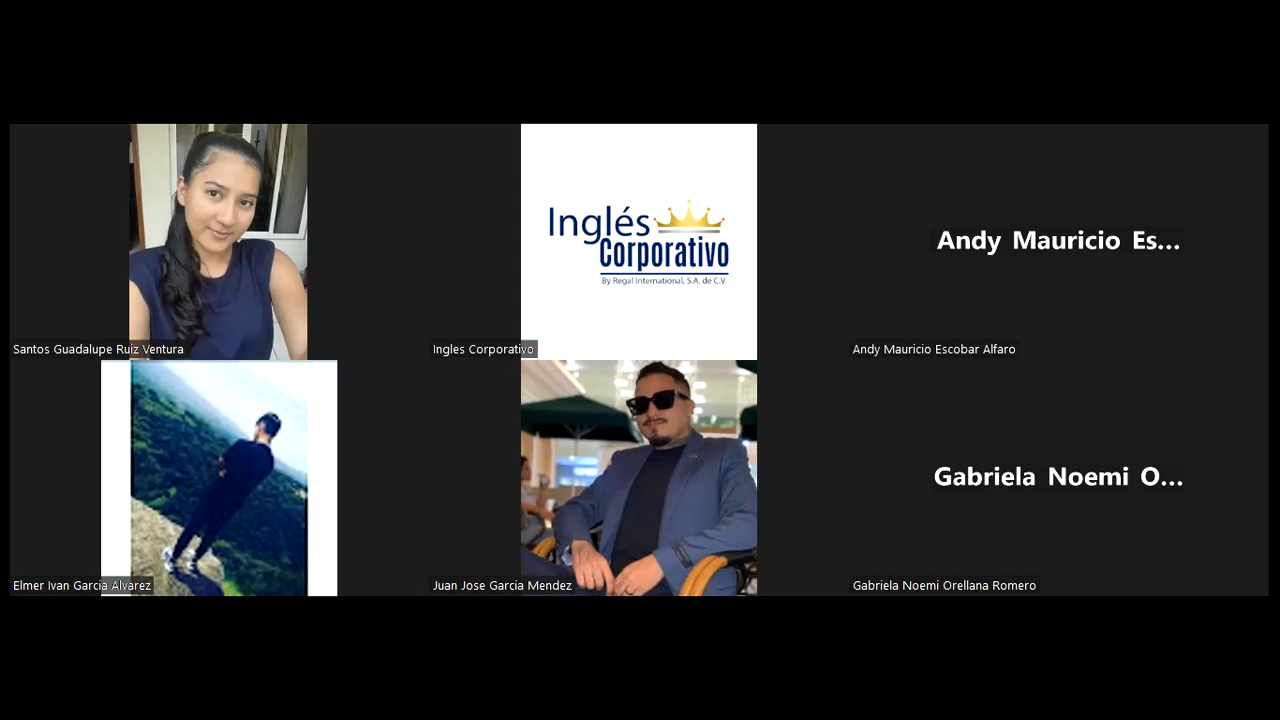 Inglés
Corporativo
By Regal International, S.A. de C.V.
Andy Mauricio Es...
Santos Guadalupe Ruiz Ventura
Ingles Corporativo
Andy Mauricio Escobar Alfaro
Gabriela Noemi O...
Elmer Ivan Garcia Alvarez
Juan Jose Garcia Mendez
Gabriela Noemi Orellana Romero